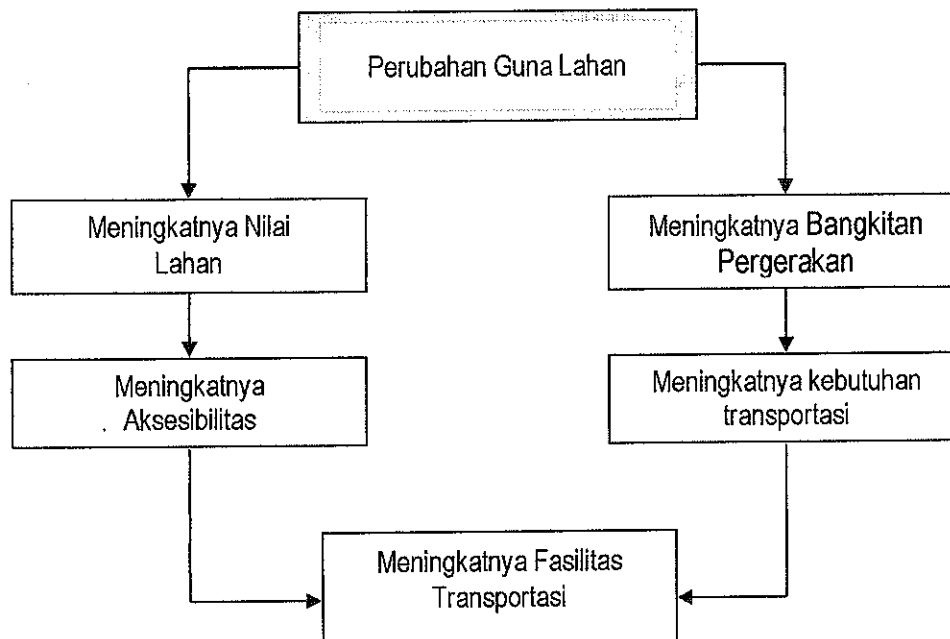 Perubahan Guna Lahan
Meningkatnya Nilai
Lahan
Meningkatnya Bangkitan
Pergerakan
Meningkatnya
Aksesibilitas
Meningkatnya kebutuhan
transportasi
Meningkatnya Fasilitas
Transportasi